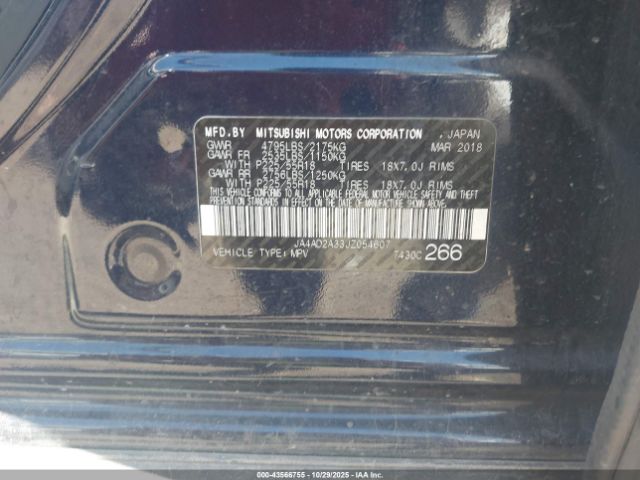 MFD.BY MITSUBISHI MOTORS CORPORATION . JAPAN
GVWR 4795LBS/2175KG MAR 2018
GAWR FR 2535LBS/1150KG
WITH P225/55R18 TIRES 18X7.0J RIMS
GAWR RR 2756LBS/1250KG
WITH P225/55R18 TIRES 18X7.0J RIMS
THIS VEHICLE CONFORMS TO ALL APPLICABLE
FEDERAL MOTOR VEHICLE SAFETY AND THEFT
PREVENTION STANDARDS IN EFFECT ON THE DATE OF MANUFACTURE SHOWN ABOVE.
JA4AD2A33JZ054607
VEHICLE TYPE: MPV 7430C 266
000-43566755 10/29/2025 IAAI.COM